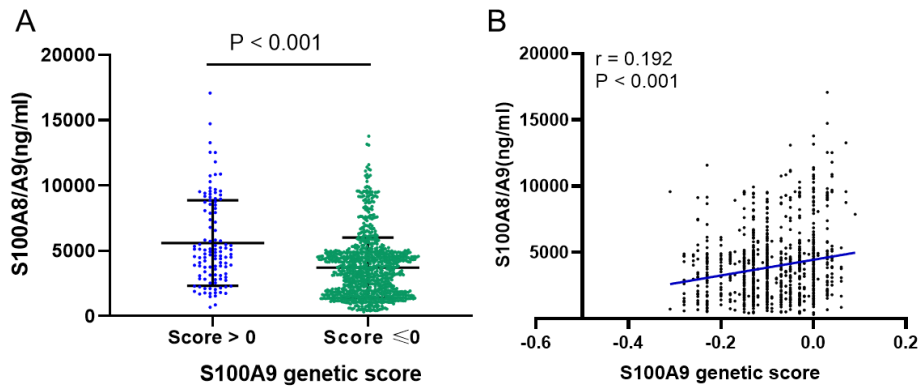 A
P < 0.001
S100A8/A9(ng/ml)
20000
15000
10000
5000
0
Score > 0
Score ≤0
S100A9 genetic score
B
r = 0.192
P < 0.001
S100A8/A9(ng/ml)
20000
15000
10000
5000
-0.6
-0.4
-0.2
0.0
0.2
S100A9 genetic score